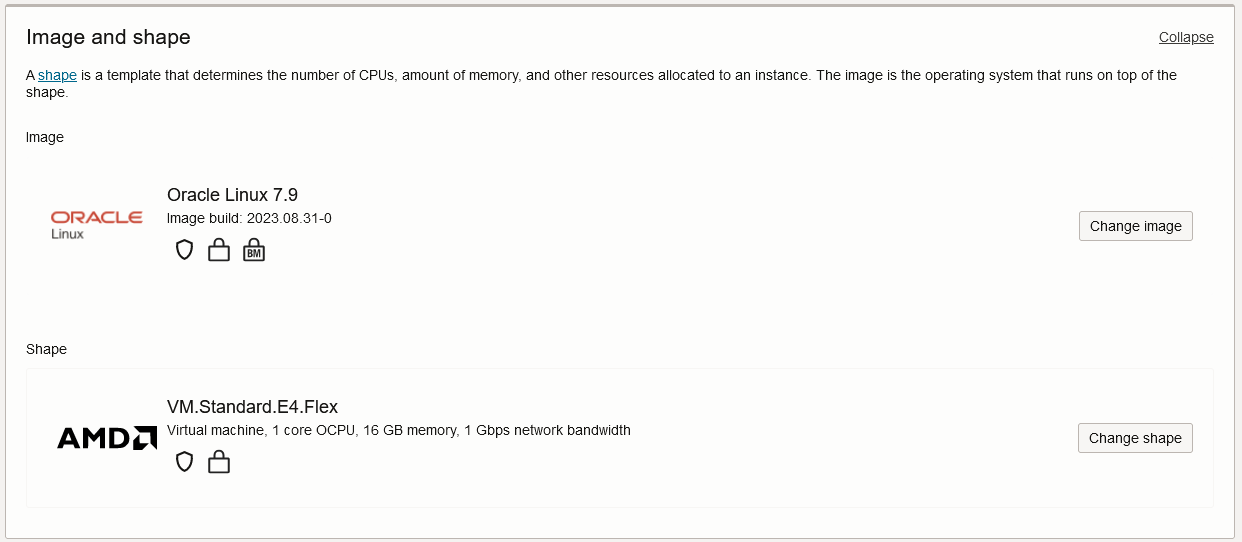 Image and shape
Collapse
A shape is a template that determines the number of CPUs, amount of memory, and other resources allocated to an instance. The image is the operating system that runs on top of the
shape.
Image
ORACLE
Linux
Oracle Linux 7.9
Image build: 2023.08.31-0
BM
Change image
Shape
AMD
VM.Standard.E4.Flex
Virtual machine, 1 core OCPU, 16 GB memory, 1 Gbps network bandwidth
Change shape